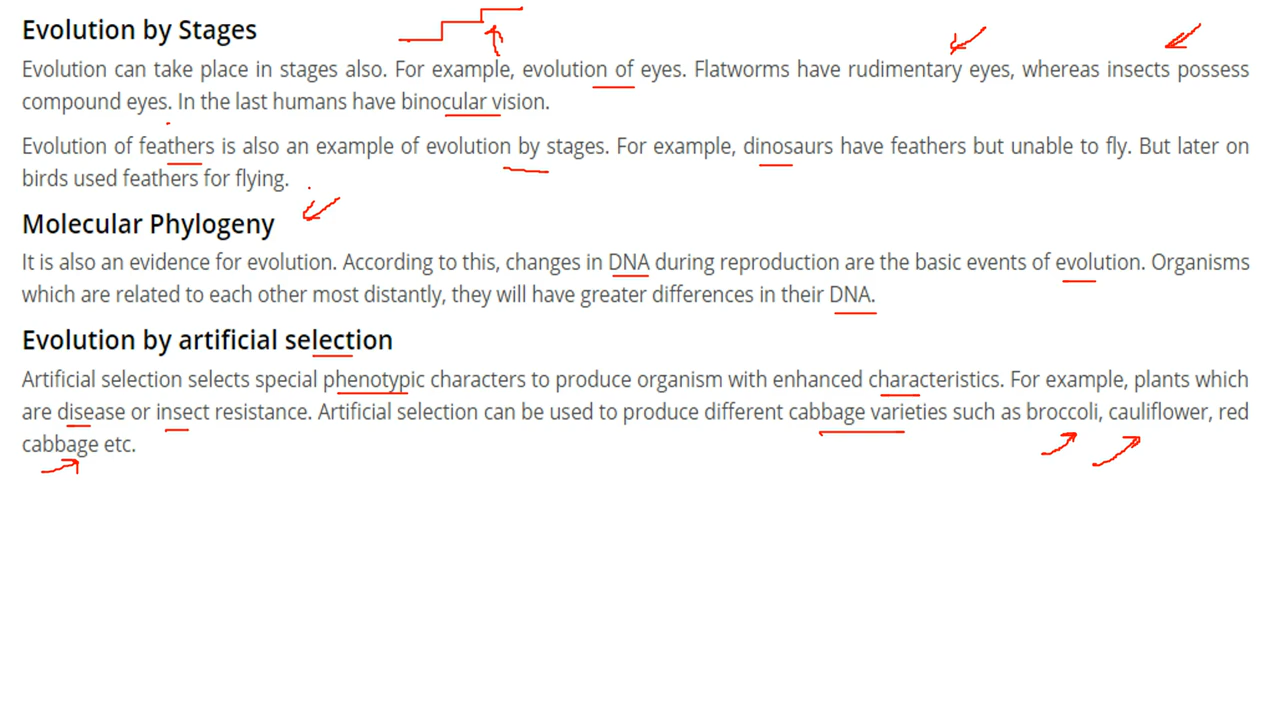 Evolution by Stages
Evolution can take place in stages also. For example, evolution of eyes. Flatworms have rudimentary eyes, whereas insects possess
compound eyes. In the last humans have binocular vision.
Evolution of feathers is also an example of evolution by stages. For example, dinosaurs have feathers but unable to fly. But later on
birds used feathers for flying.
Molecular Phylogeny
It is also an evidence for evolution. According to this, changes in DNA during reproduction are the basic events of evolution. Organisms
which are related to each other most distantly, they will have greater differences in their DNA.
Evolution by artificial selection
Artificial selection selects special phenotypic characters to produce organism with enhanced characteristics. For example, plants which
are disease or insect resistance. Artificial selection can be used to produce different cabbage varieties such as broccoli, cauliflower, red
cabbage etc.